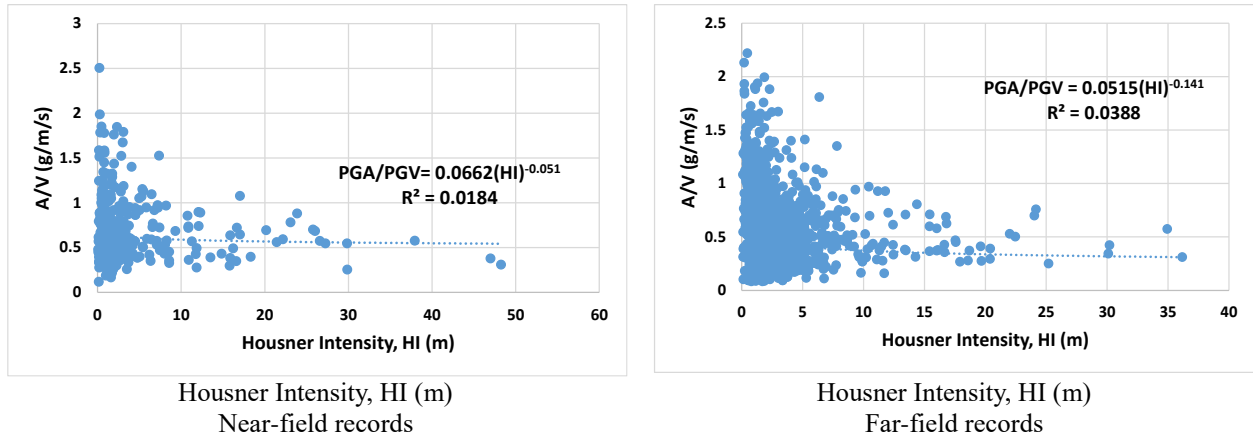 3
2.5
2
1.5
1
0.5
0
A/V (g/m/s)
PGA/PGV= 0.0662(HI)^-0.051
R² = 0.0184
0 10 20 30 40 50 60
Housner Intensity, HI (m)
Housner Intensity, HI (m)
Near-field records
2.5
2
1.5
1
0.5
0
A/V (g/m/s)
PGA/PGV = 0.0515(HI)^-0.141
R² = 0.0388
0 5 10 15 20 25 30 35 40
Housner Intensity, HI (m)
Housner Intensity, HI (m)
Far-field records